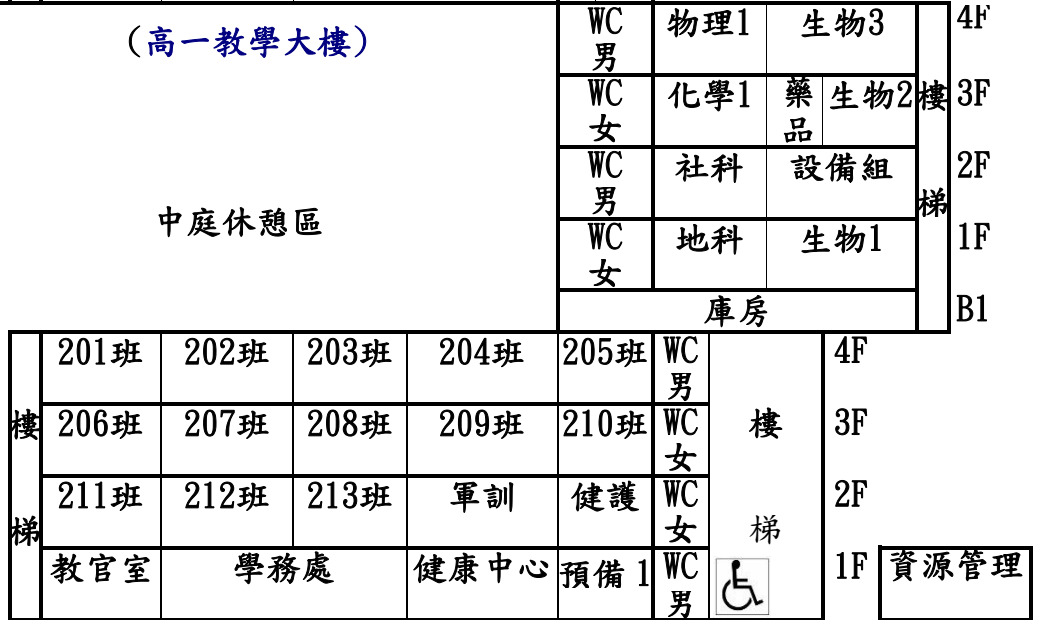 (高一教學大樓)
中庭休憩區
WC男 物理1 生物3 4F
WC女 化學1 藥品 生物2 3F
WC男 社科 設備組 2F
WC女 地科 生物1 1F
庫房 B1
樓梯
201班 202班 203班 204班 205班 WC男 4F
206班 207班 208班 209班 210班 WC女 3F
211班 212班 213班 軍訓 健護 WC女 2F
教官室 學務處 健康中心 預備1 WC男 1F 資源管理
樓梯
樓梯